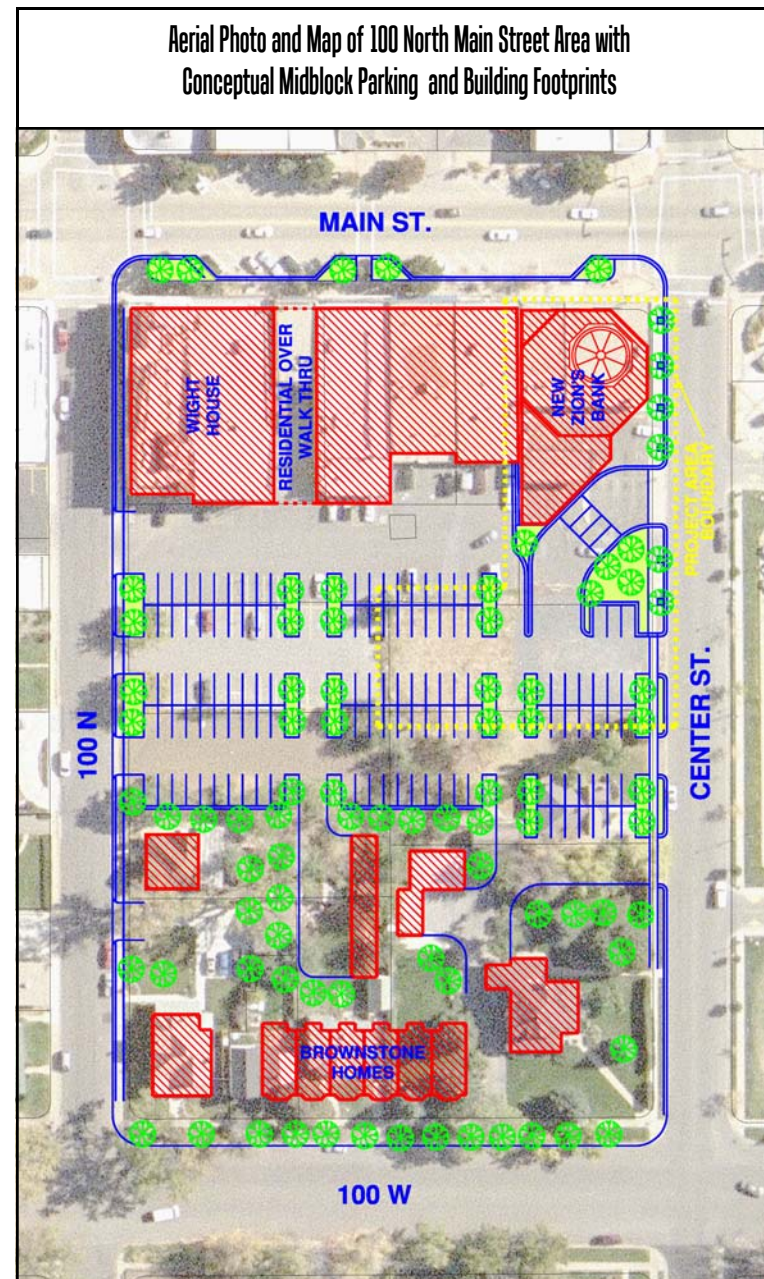 Aerial Photo and Map of 100 North Main Street Area with
Conceptual Midblock Parking and Building Footprints
MAIN ST.
WIGHT
HOUSE
RESIDENTIAL OVER
WALK THRU
NEW
ZION'S
BANK
PROJECT AREA
BOUNDARY
100 N
CENTER ST.
BROWNSTONE
HOMES
100 W